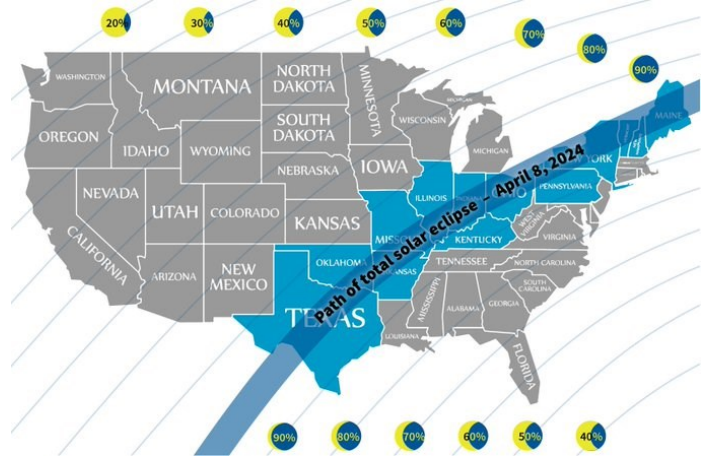 20%
30%
40%
50%
60%
70%
80%
90%
WASHINGTON
MONTANA
NORTH
DAKOTA
MINNESOTA
MAINE
OREGON
IDAHO
WYOMING
SOUTH
DAKOTA
WISCONSIN
MICHIGAN
NEBRASKA
IOWA
NEVADA
UTAH
COLORADO
KANSAS
ILLINOIS
PENNSYLVANIA
CALIFORNIA
ARIZONA
NEW
MEXICO
OKLAHOMA
KENTUCKY
WEST
VIRGINIA
VIRGINIA
TENNESSEE
NORTH CAROLINA
SOUTH
CAROLINA
TEXAS
MISSISSIPPI
ALABAMA
GEORGIA
LOUISIANA
FLORIDA
Path of total solar eclipse – April 8, 2024
90%
80%
70%
60%
50%
40%